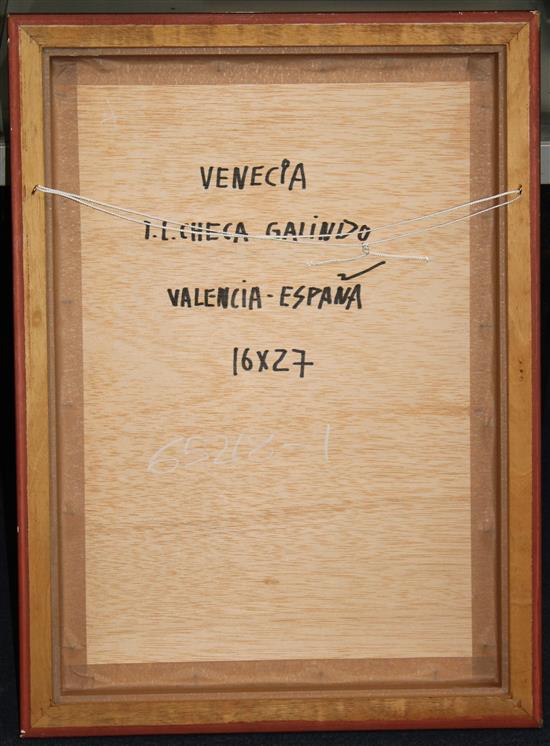 VENECIA
J.L.CHECA GALINDO
VALENCIA-ESPAÑA
16X27